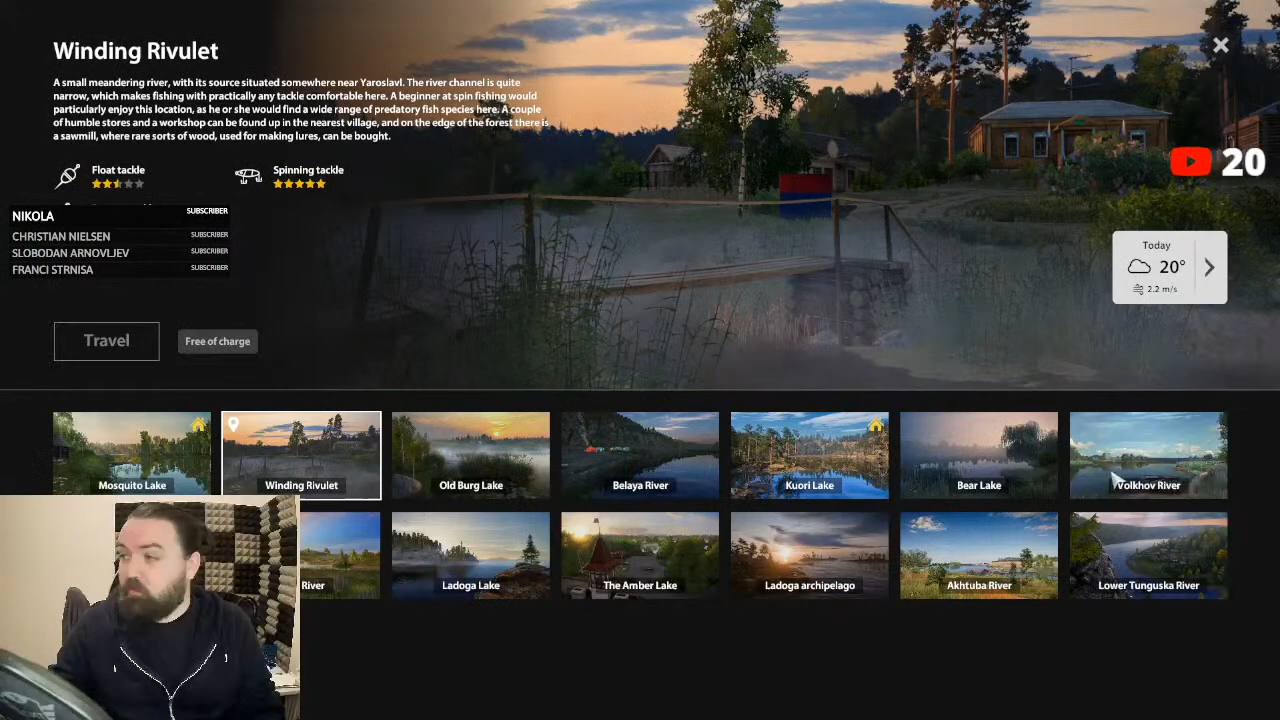 Winding Rivulet
A small meandering river, with its source situated somewhere near Yaroslavl. The river channel is quite
narrow, which makes fishing with practically any tackle comfortable here. A beginner at spin fishing would
particularly enjoy this location, as he or she would find a wide range of predatory fish species here. A couple
of humble stores and a workshop can be found up in the nearest village, and on the edge of the forest there is
a sawmill, where rare sorts of wood, used for making lures, can be bought.
Float tackle
Spinning tackle
20
NIKOLA SUBSCRIBER
CHRISTIAN NIELSEN SUBSCRIBER
SLOBODAN ARNOVLJEV SUBSCRIBER
FRANCI STRNISA SUBSCRIBER
Today
20°
2.2 m/s
Travel
Free of charge
Mosquito Lake
Winding Rivulet
Old Burg Lake
Belaya River
Kuori Lake
Bear Lake
Volkhov River
River
Ladoga Lake
The Amber Lake
Ladoga archipelago
Akhtuba River
Lower Tunguska River